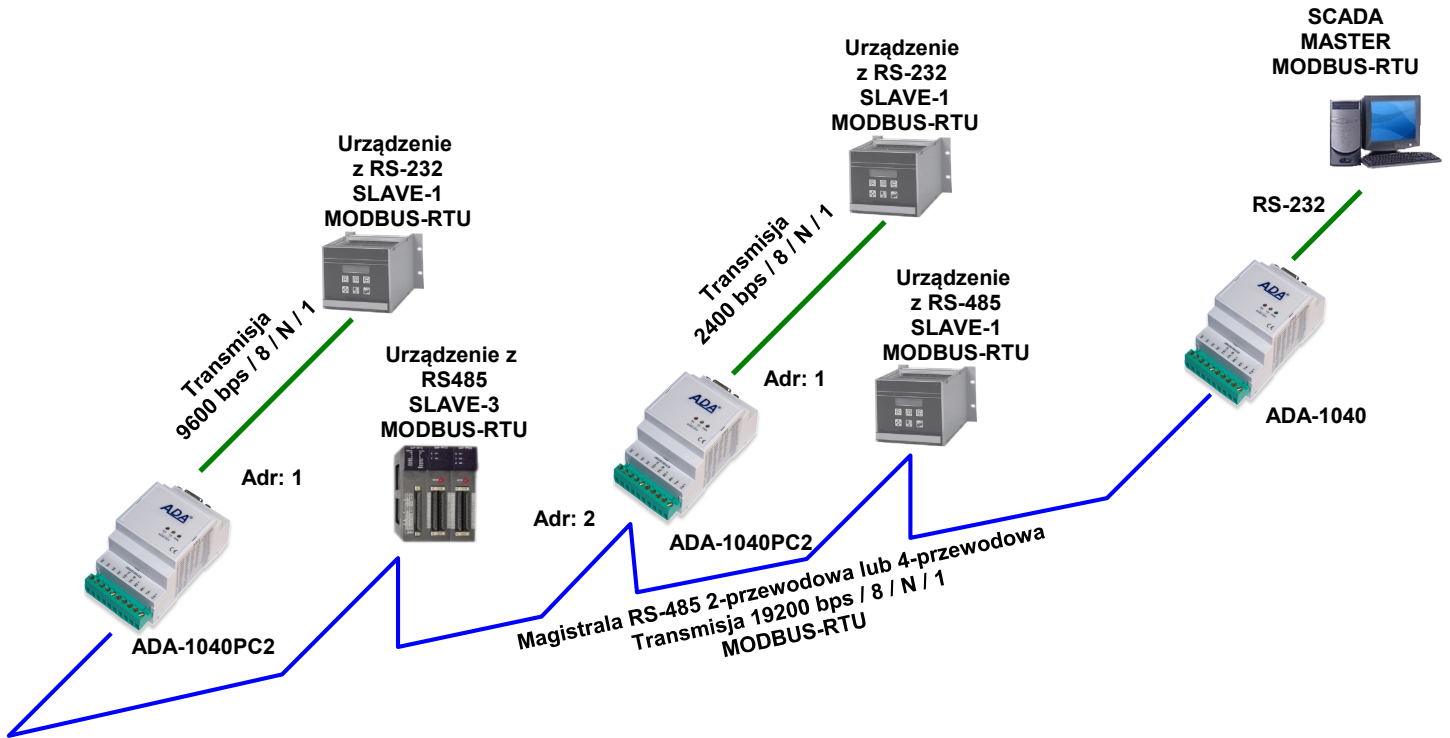 SCADA
MASTER
MODBUS-RTU
Urządzenie
z RS-232
SLAVE-1
MODBUS-RTU
Urządzenie
z RS-232
SLAVE-1
MODBUS-RTU
RS-232
Transmisja
2400 bps / 8 / N / 1
Urządzenie
z RS-485
SLAVE-1
MODBUS-RTU
Transmisja
9600 bps / 8 / N / 1
Urządzenie z
RS485
SLAVE-3
MODBUS-RTU
Adr: 1
ADA
ADA
ADA-1040
Adr: 1
ADA
Adr: 2
ADA-1040PC2
ADA-1040PC2
Magistrala RS-485 2-przewodowa lub 4-przewodowa
Transmisja 19200 bps / 8 / N / 1
MODBUS-RTU